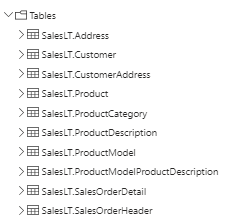 Tables
SalesLT.Address
SalesLT.Customer
SalesLT.CustomerAddress
SalesLT.Product
SalesLT.ProductCategory
SalesLT.ProductDescription
SalesLT.ProductModel
SalesLT.ProductModelProductDescription
SalesLT.SalesOrderDetail
SalesLT.SalesOrderHeader